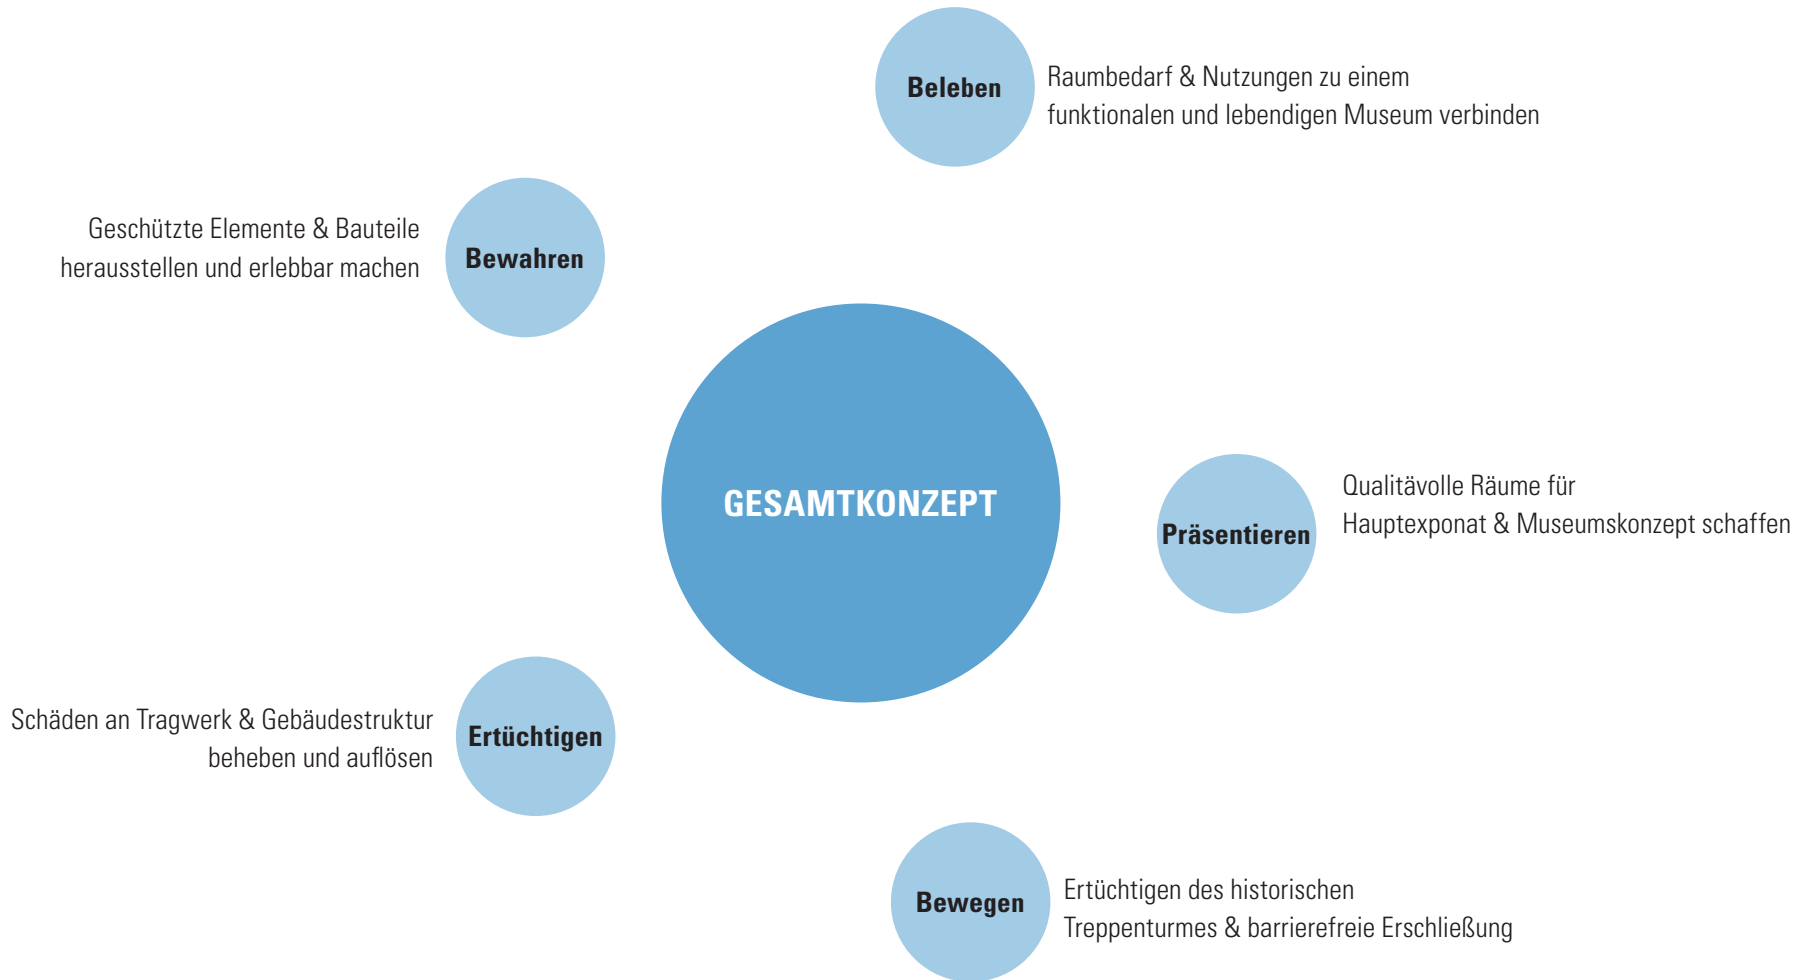 Beleben
Raumbedarf & Nutzungen zu einem
funktionalen und lebendigen Museum verbinden
Geschützte Elemente & Bauteile
herausstellen und erlebbar machen
Bewahren
GESAMTKONZEPT
Präsentieren
Qualitävolle Räume für
Hauptexponat & Museumskonzept schaffen
Schäden an Tragwerk & Gebäudestruktur
beheben und auflösen
Ertüchtigen
Bewegen
Ertüchtigen des historischen
Treppenturmes & barrierefreie Erschließung